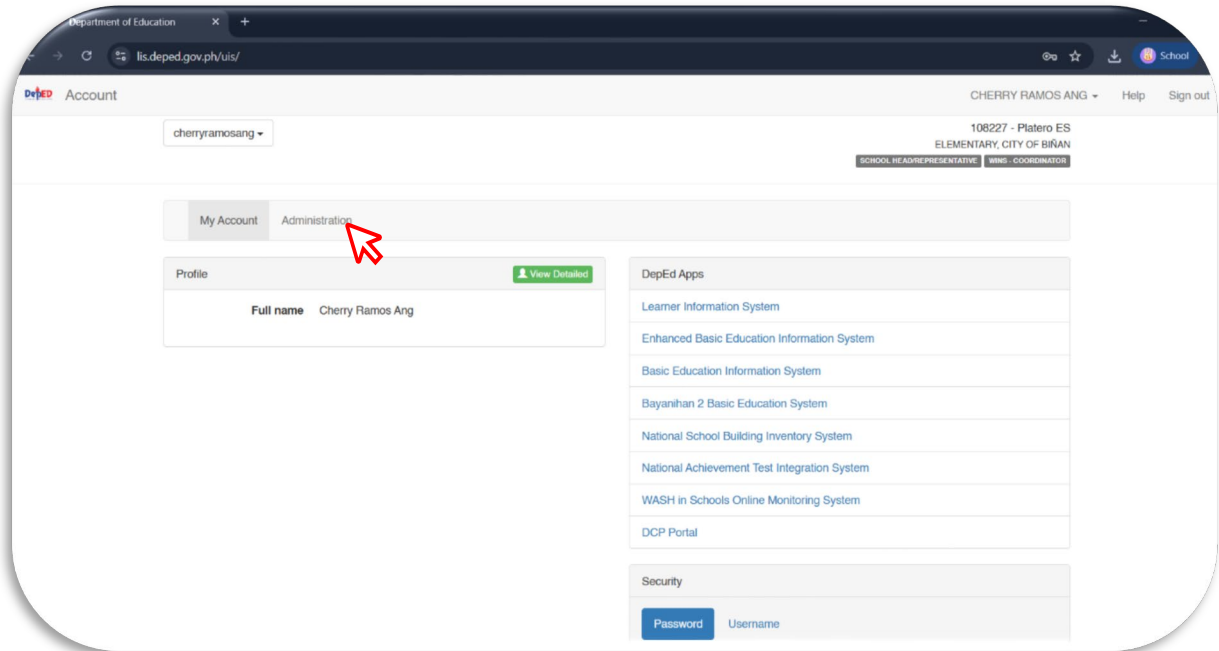 Department of Education
lis.deped.gov.ph/uis/
School
DepED Account
CHERRY RAMOS ANG Help Sign out
cherryramosang
108227 - Platero ES
ELEMENTARY, CITY OF BIÑAN
SCHOOL HEAD/REPRESENTATIVE WINS - COORDINATOR
My Account Administration
Profile View Detailed
Full name Cherry Ramos Ang
DepEd Apps
Learner Information System
Enhanced Basic Education Information System
Basic Education Information System
Bayanihan 2 Basic Education System
National School Building Inventory System
National Achievement Test Integration System
WASH in Schools Online Monitoring System
DCP Portal
Security
Password Username